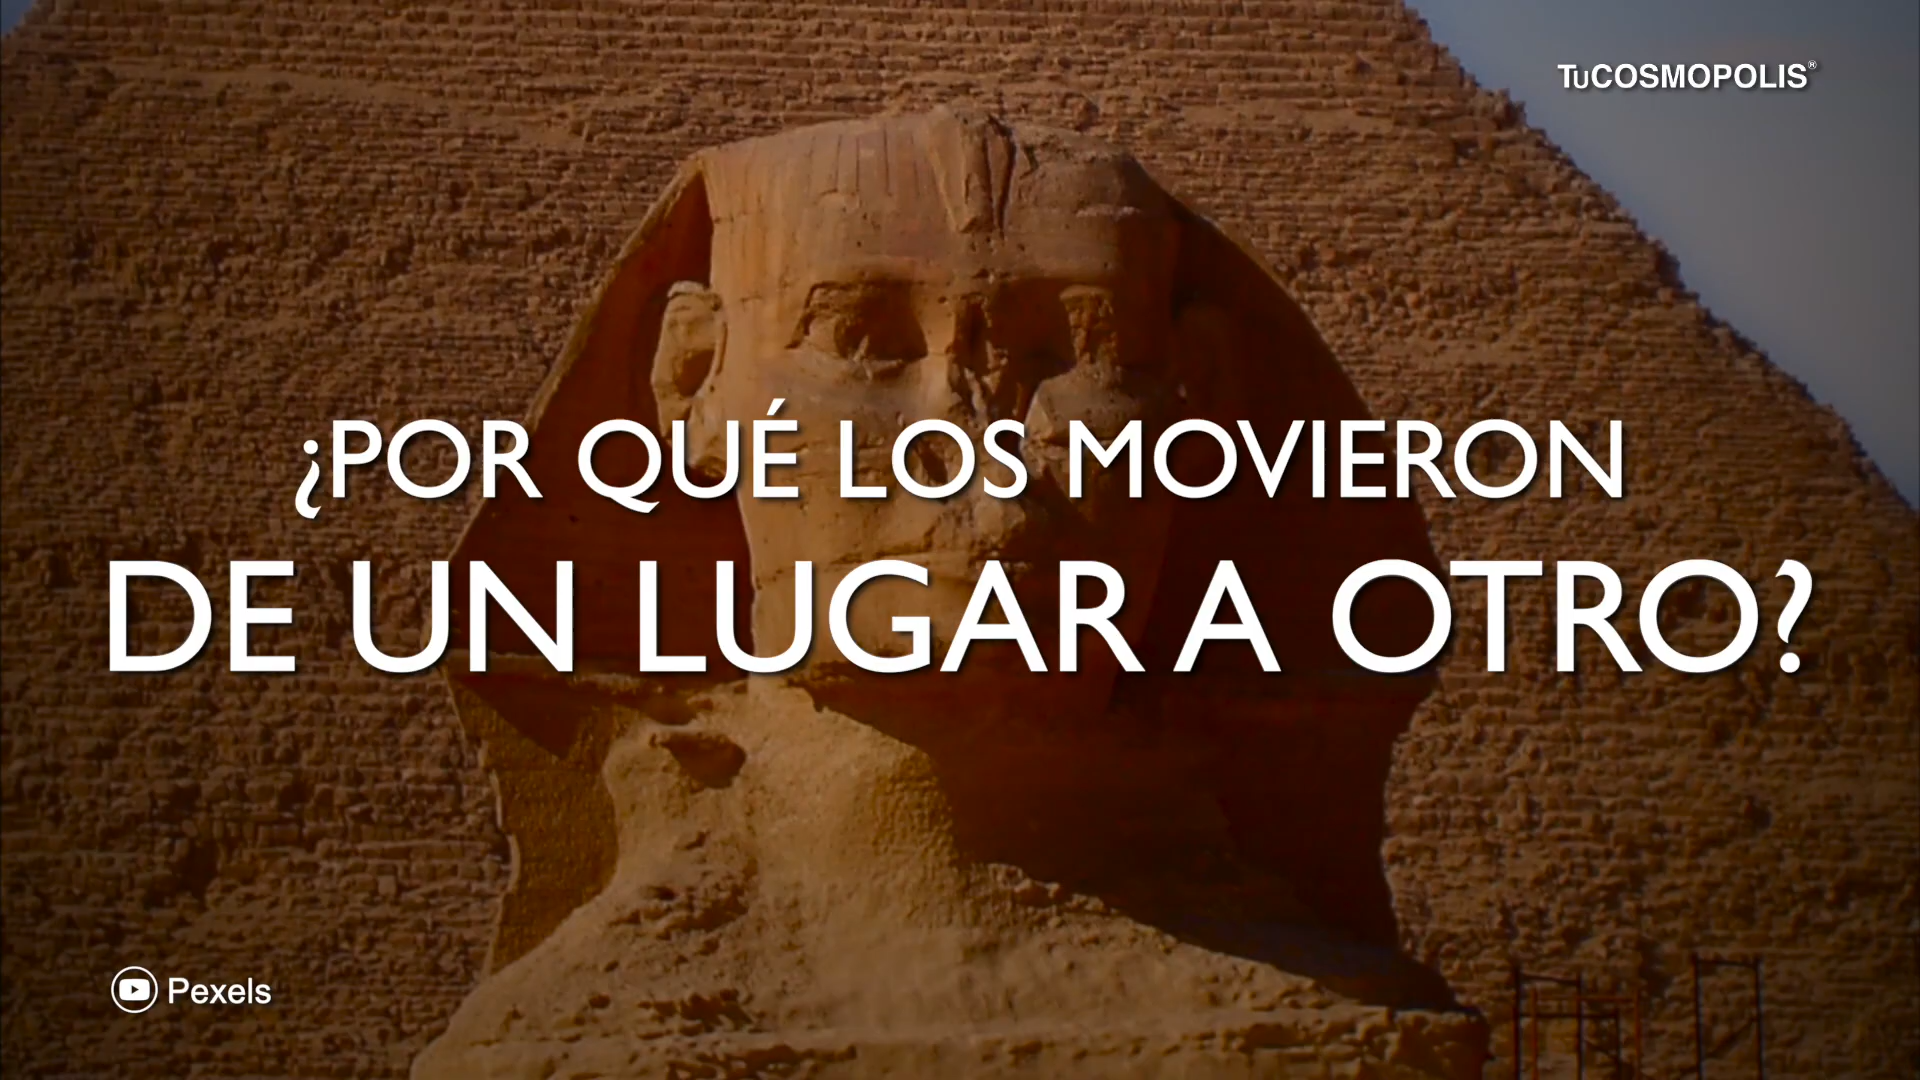 TuCOSMOPOLIS®
¿POR QUÉ LOS MOVIERON
DE UN LUGAR A OTRO?
Pexels